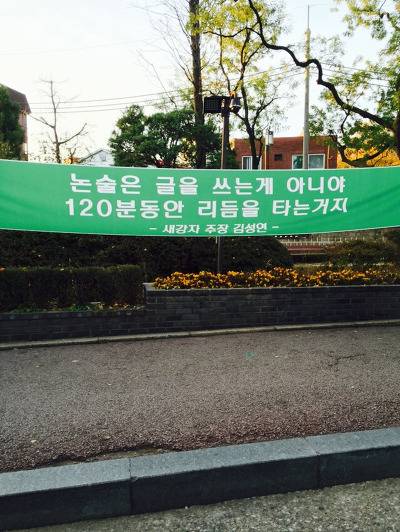 논술은 글을 쓰는게 아니야
120분동안 리듬을 타는거지
- 새강자 주장 김성연 -